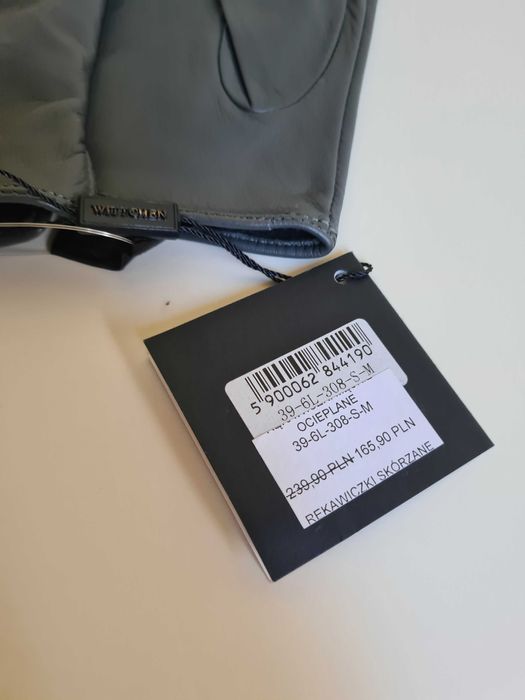 WITTCHEN
5 900062 844190
39-6L-308-S-M
OCIEPLANE
39-6L-308-S-M
239,90 PLN 165,90 PLN
RĘKAWICZKI SKÓRZANE